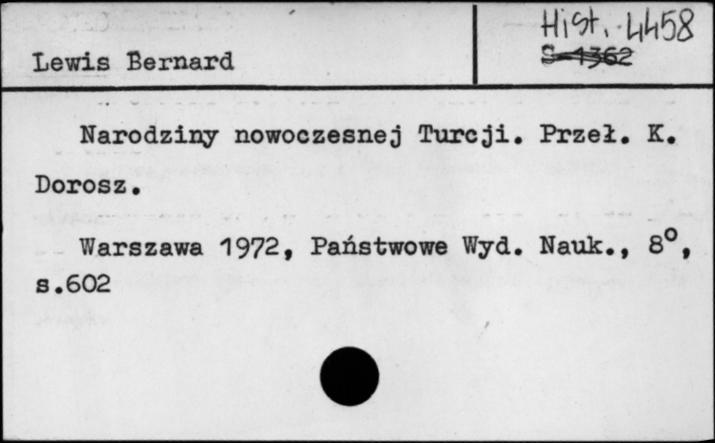 Hist. 4458
S-1362
Lewis Bernard
Narodziny nowoczesnej Turcji. Przeł. K.
Dorosz.
Warszawa 1972, Państwowe Wyd. Nauk., 8°,
s.602